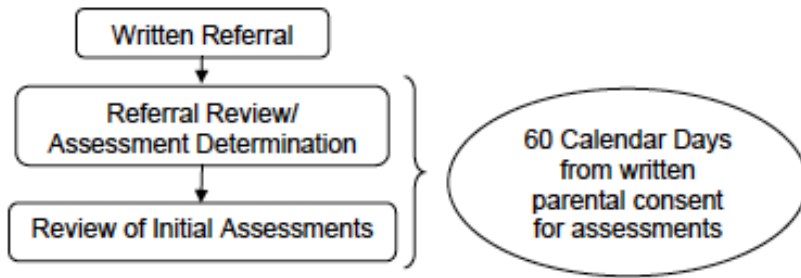 Written Referral
Referral Review/
Assessment Determination
Review of Initial Assessments
60 Calendar Days
from written
parental consent
for assessments